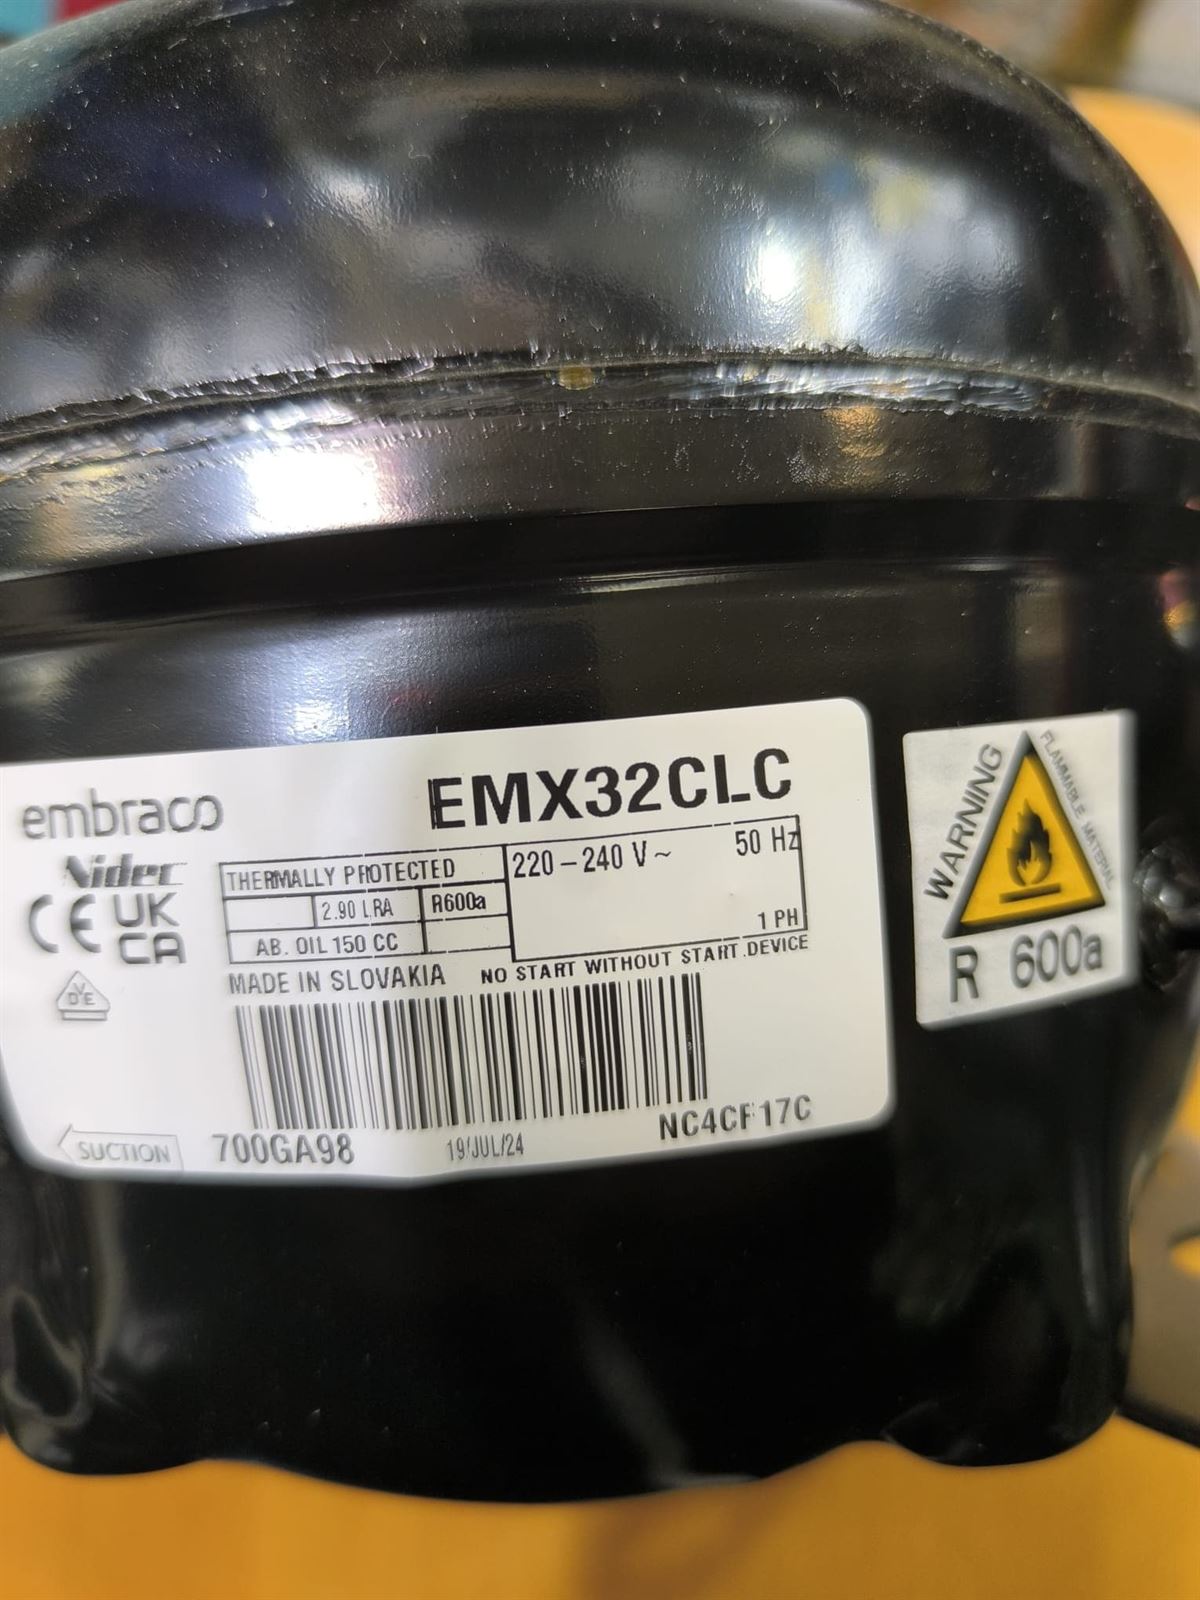 embraco
EMX32CLC
Nidec
THERMALLY PROTECTED
220-240 V~ 50 Hz
2.90 LRA R600a
1 PH
AB. OIL 150 CC
CE UK
CA
MADE IN SLOVAKIA
NO START WITHOUT START.DEVICE
VDE
SUCTION
700GA98
19/JUL/24
NC4CF17C
WARNING
FLAMMABLE MATERIAL
R 600a